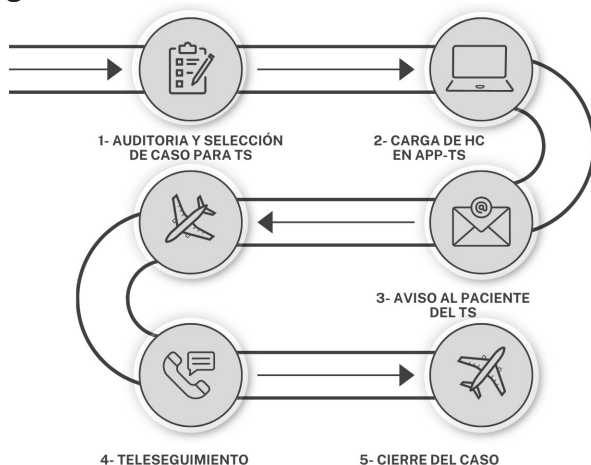 1- AUDITORIA Y SELECCIÓN
DE CASO PARA TS
2- CARGA DE HC
EN APP-TS
@
3- AVISO AL PACIENTE
DEL TS
4- TELESEGUIMIENTO
5- CIERRE DEL CASO